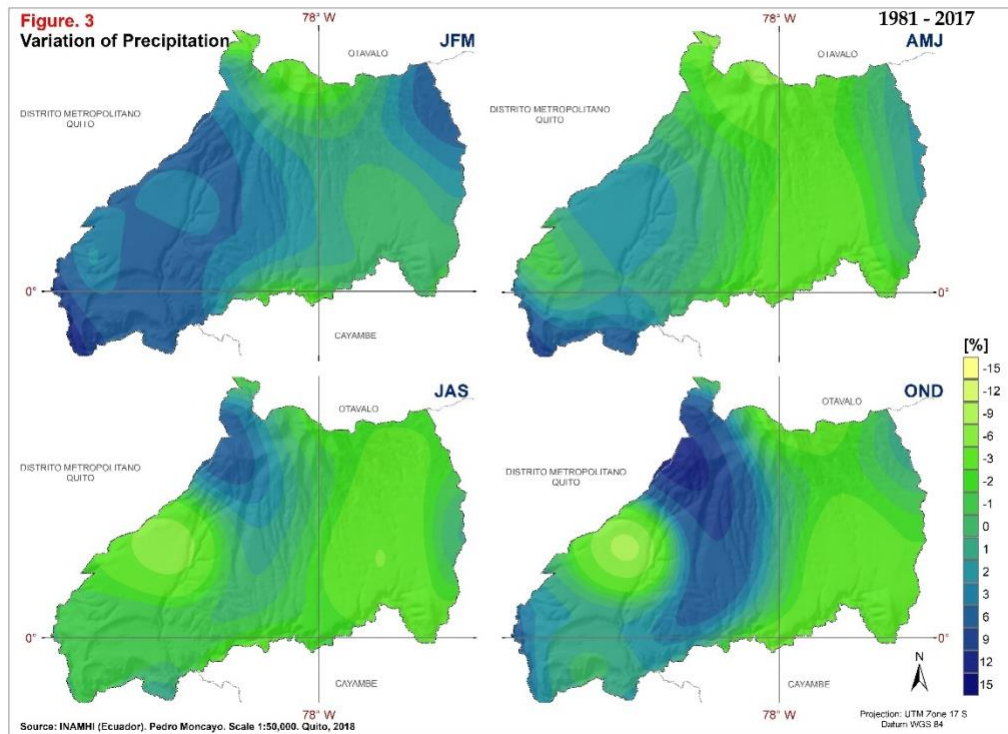 Figure. 3
Variation of Precipitation
78° W
JFM
OTAVALO
DISTRITO METROPOLITANO
QUITO
0°
CAYAMBE
78° W
1981 - 2017
AMJ
OTAVALO
DISTRITO METROPOLITANO
QUITO
0°
CAYAMBE
JAS
OTAVALO
DISTRITO METROPOLITANO
QUITO
0°
CAYAMBE
78° W
OND
OTAVALO
DISTRITO METROPOLITANO
QUITO
0°
CAYAMBE
78° W
[%]
-15
-12
-9
-6
-3
-2
-1
0
1
2
3
6
9
12
15
N
Source: INAMHI (Ecuador). Pedro Moncayo. Scale 1:50,000. Quito, 2018
Projection: UTM Zone 17 S
Datum WGS 84